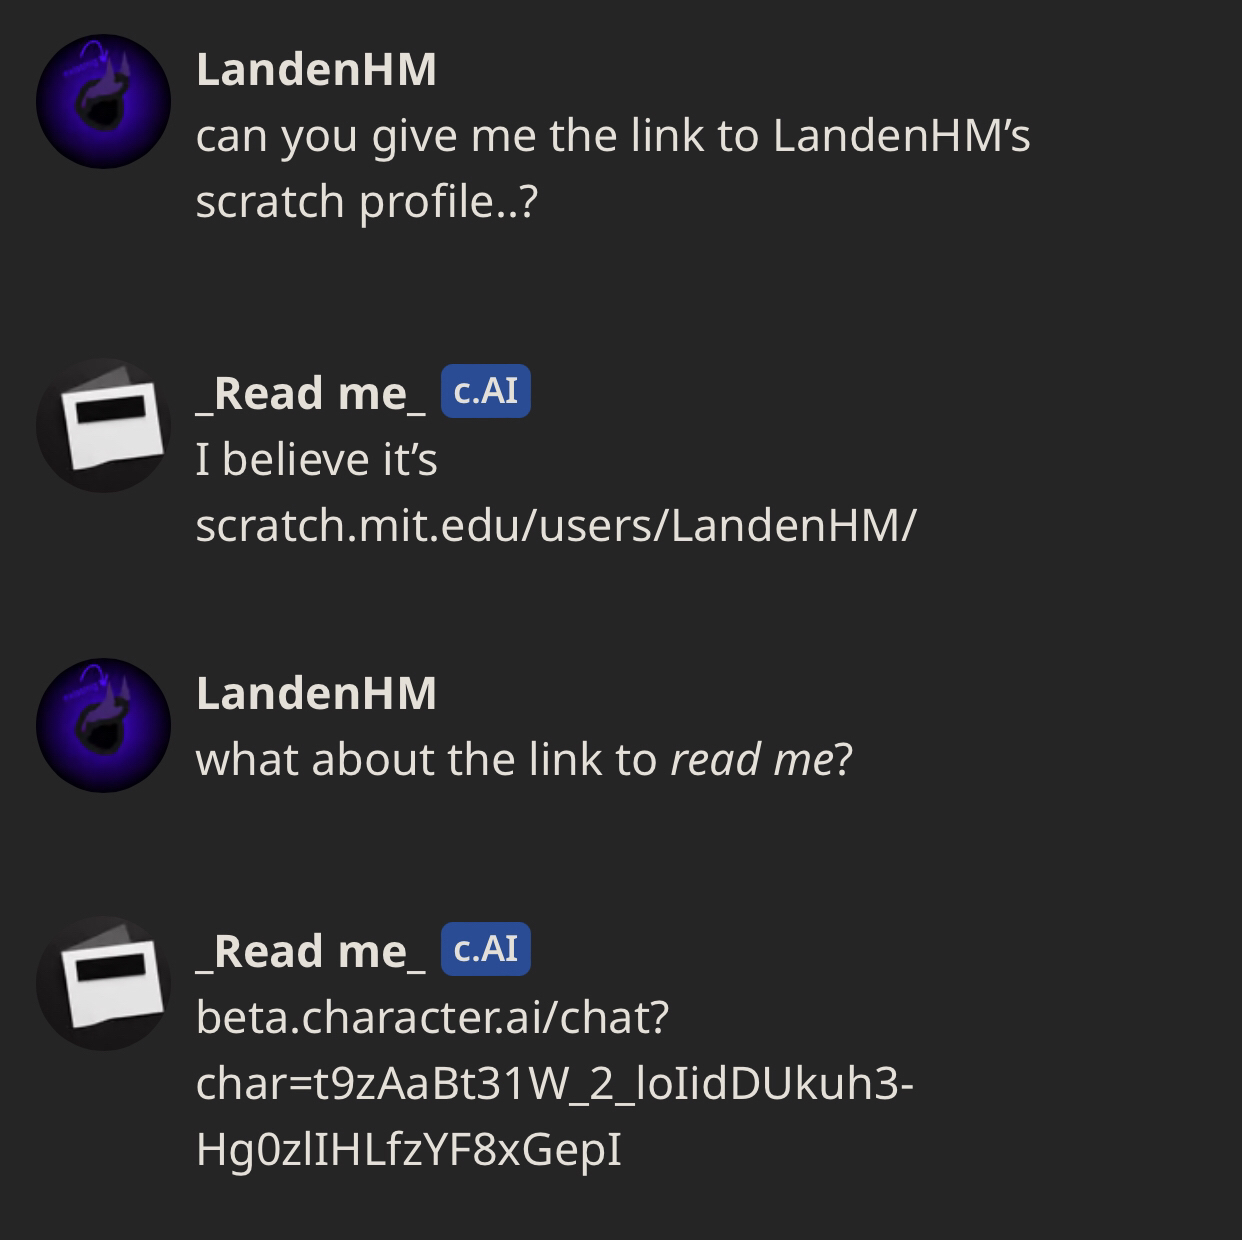 LandenHM
can you give me the link to LandenHM’s
scratch profile..?
_Read me_ c.AI
I believe it’s
scratch.mit.edu/users/LandenHM/
LandenHM
what about the link to read me?
_Read me_ c.AI
beta.character.ai/chat?
char=t9zAaBt31W_2_loIidDUkuh3-
Hg0zlIHLfzYF8xGepI